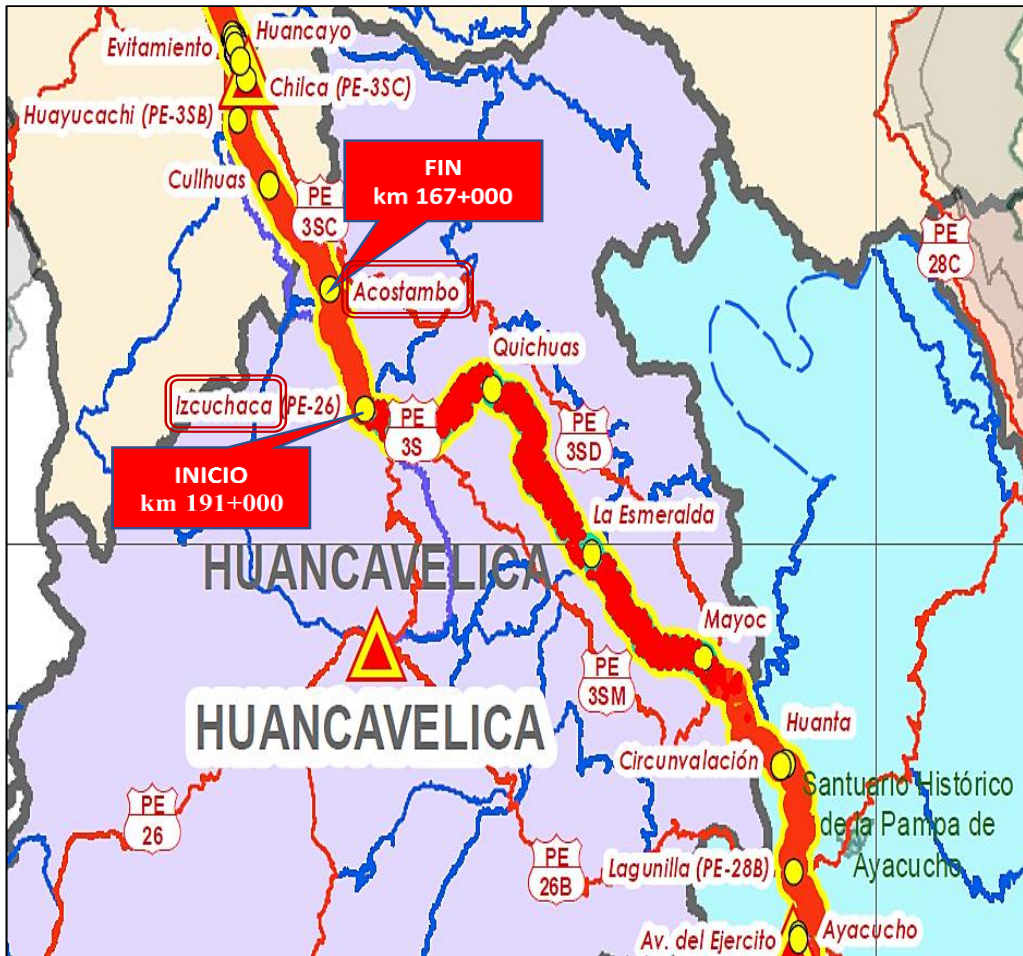 Huancayo
Evitamiento
Chilca (PE-3SC)
Huayucachi (PE-3SB)
FIN
km 167+000
Cullhuas
PE
3SC
PE
28C
Acostambo
Quichuas
Izcuchaca (PE-26)
PE
3S
PE
3SD
INICIO
km 191+000
La Esmeralda
HUANCAVELICA
Mayoc
PE
3SM
HUANCAVELICA
Huanta
Circunvalación
Santuario Histórico
de la Pampa de
Ayacucho
PE
26
PE
26B
Lagunilla (PE-28B)
Ayacucho
Av. del Ejercito